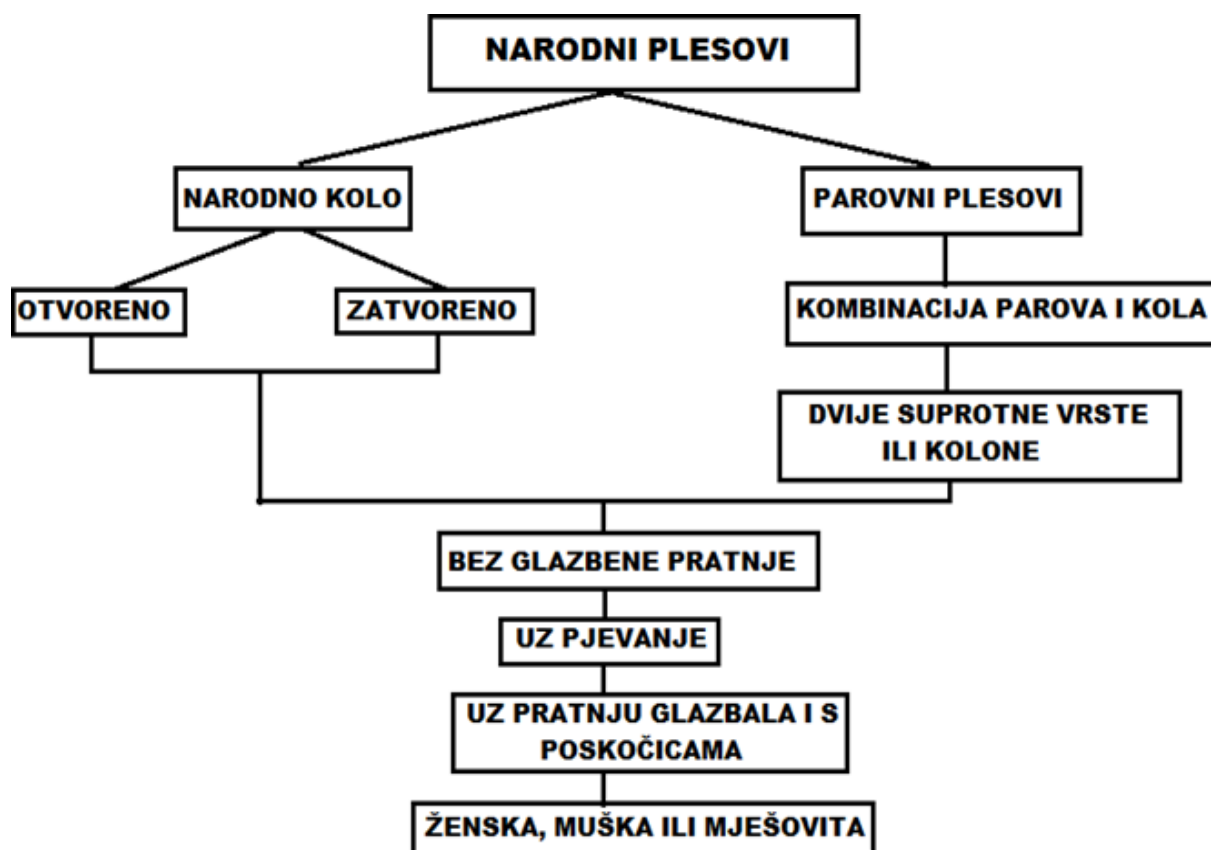 NARODNI PLESOVI
NARODNO KOLO
PAROVNI PLESOVI
OTVORENO
ZATVORENO
KOMBINACIJA PAROVA I KOLA
DVIJE SUPROTNE VRSTE
ILI KOLONE
BEZ GLAZBENE PRATNJE
UZ PJEVANJE
UZ PRATNJU GLAZBALA I S
POSKOČICAMA
ŽENSKA, MUŠKA ILI MJEŠOVITA